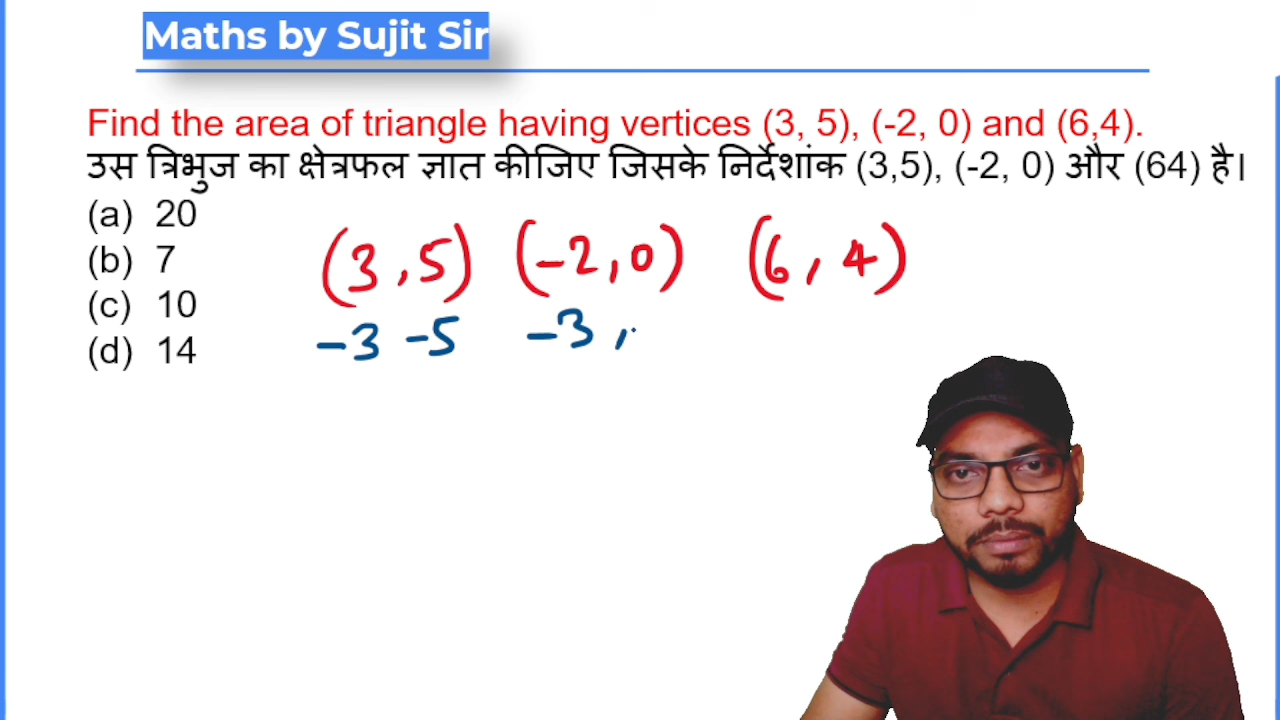 Maths by Sujit Sir
Find the area of triangle having vertices (3, 5), (-2, 0) and (6,4).
उस त्रिभुज का क्षेत्रफल ज्ञात कीजिए जिसके निर्देशांक (3,5), (-2, 0) और (64) है।
(a) 20
(b) 7
(c) 10
(d) 14
(3,5) (-2,0) (6,4)
-3 -5 -3,